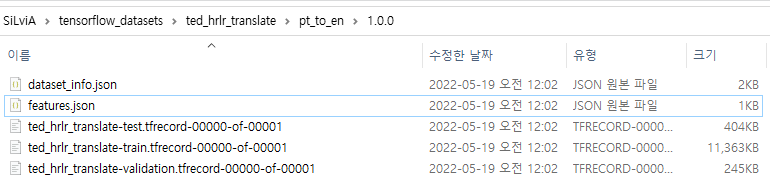 SiLviA > tensorflow_datasets > ted_hrlr_translate > pt_to_en > 1.0.0
이름 수정한 날짜 유형 크기
dataset_info.json 2022-05-19 오전 12:02 JSON 원본 파일 2KB
features.json 2022-05-19 오전 12:02 JSON 원본 파일 1KB
ted_hrlr_translate-test.tfrecord-00000-of-00001 2022-05-19 오전 12:02 TFRECORD-0000... 404KB
ted_hrlr_translate-train.tfrecord-00000-of-00001 2022-05-19 오전 12:02 TFRECORD-0000... 11,363KB
ted_hrlr_translate-validation.tfrecord-00000-of-00001 2022-05-19 오전 12:02 TFRECORD-0000... 245KB